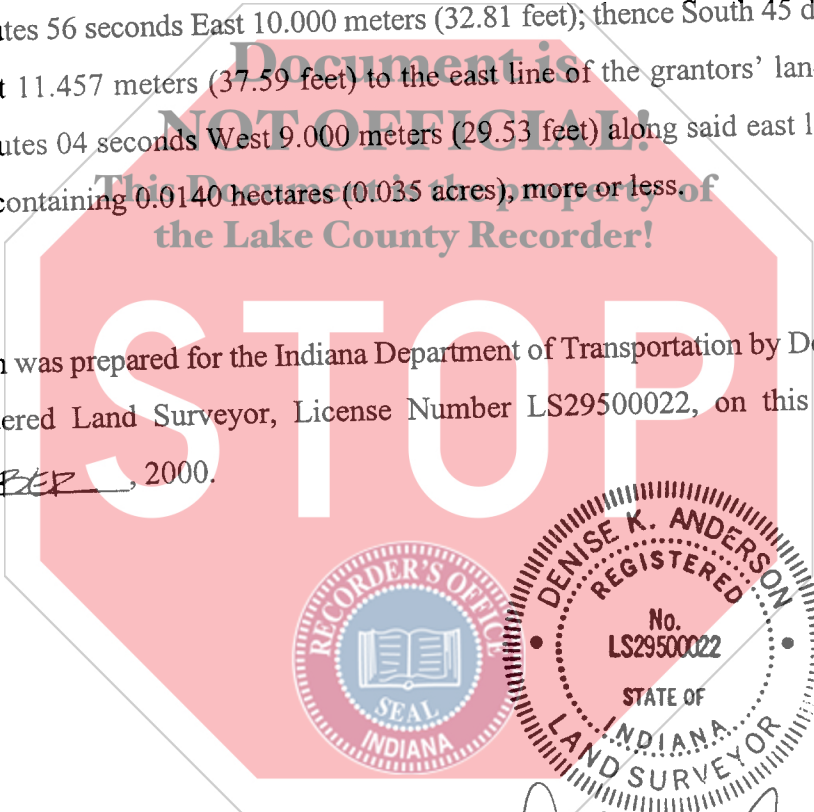 utes 56 seconds East 10.000 meters (32.81 feet); thence South 45 d
t 11.457 meters (37.59 feet) to the east line of the grantors' lan
utes 04 seconds West 9.000 meters (29.53 feet) along said east l
containing 0.0140 hectares (0.035 acres), more or less.
Document is
NOT OFFICIAL!
This Document is the property of
the Lake County Recorder!
STOP
n was prepared for the Indiana Department of Transportation by De
ered Land Surveyor, License Number LS29500022, on this
BER, 2000.
RECORDER'S OFFICE
SEAL
INDIANA
DENISE K. ANDERSON
REGISTERED
No.
LS29500022
STATE OF
INDIANA
LAND SURVEYOR